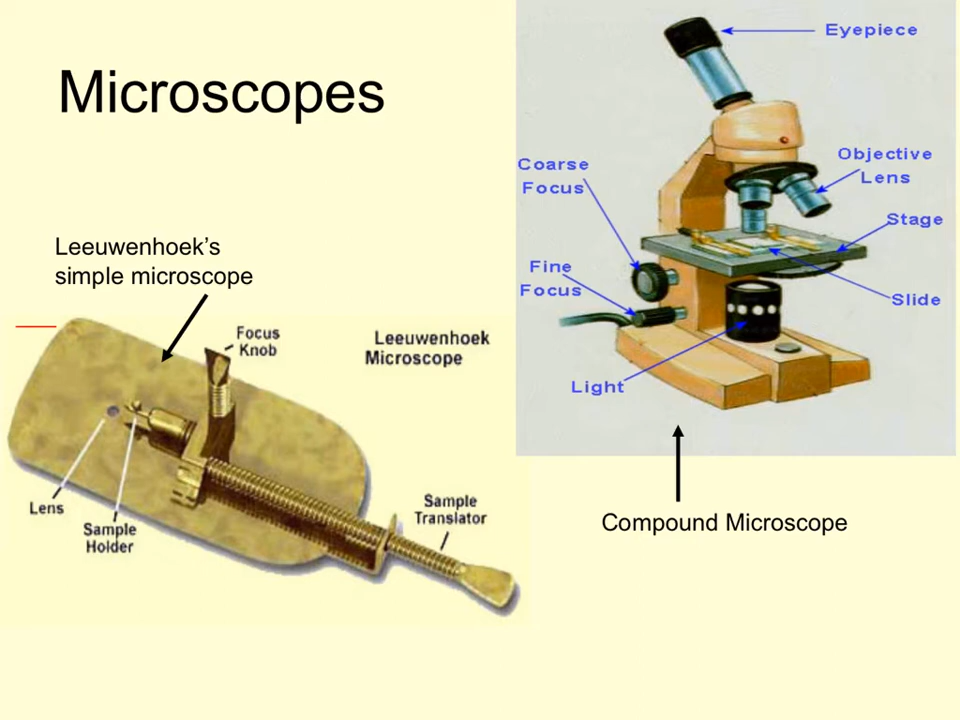 Microscopes
Leeuwenhoek's
simple microscope
Focus
Knob
Leeuwenhoek
Microscope
Lens
Sample
Holder
Sample
Translator
Eyepiece
Coarse
Focus
Objective
Lens
Stage
Fine
Focus
Slide
Light
Compound Microscope